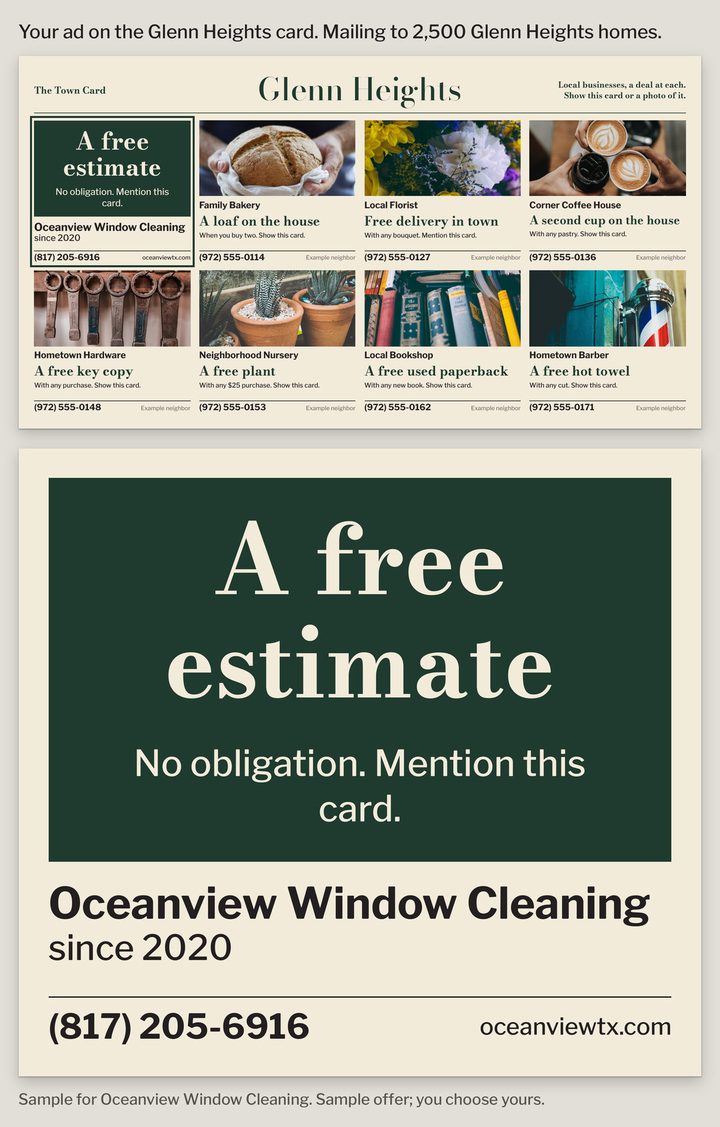 Your ad on the Glenn Heights card. Mailing to 2,500 Glenn Heights homes.
The Town Card
Glenn Heights
Local businesses, a deal at each.
Show this card or a photo of it.
A free
estimate
No obligation. Mention this
card.
Oceanview Window Cleaning
since 2020
(817) 205-6916
oceanviewtx.com
Family Bakery
A loaf on the house
When you buy two. Show this card.
(972) 555-0114
Example neighbor
Local Florist
Free delivery in town
With any bouquet. Mention this card.
(972) 555-0127
Example neighbor
Corner Coffee House
A second cup on the house
With any pastry. Show this card.
(972) 555-0136
Example neighbor
Hometown Hardware
A free key copy
With any purchase. Show this card.
(972) 555-0148
Example neighbor
Neighborhood Nursery
A free plant
With any $25 purchase. Show this card.
(972) 555-0153
Example neighbor
Local Bookshop
A free used paperback
With any new book. Show this card.
(972) 555-0162
Example neighbor
Hometown Barber
A free hot towel
With any cut. Show this card.
(972) 555-0171
Example neighbor
A free
estimate
No obligation. Mention this
card.
Oceanview Window Cleaning
since 2020
(817) 205-6916
oceanviewtx.com
Sample for Oceanview Window Cleaning. Sample offer; you choose yours.